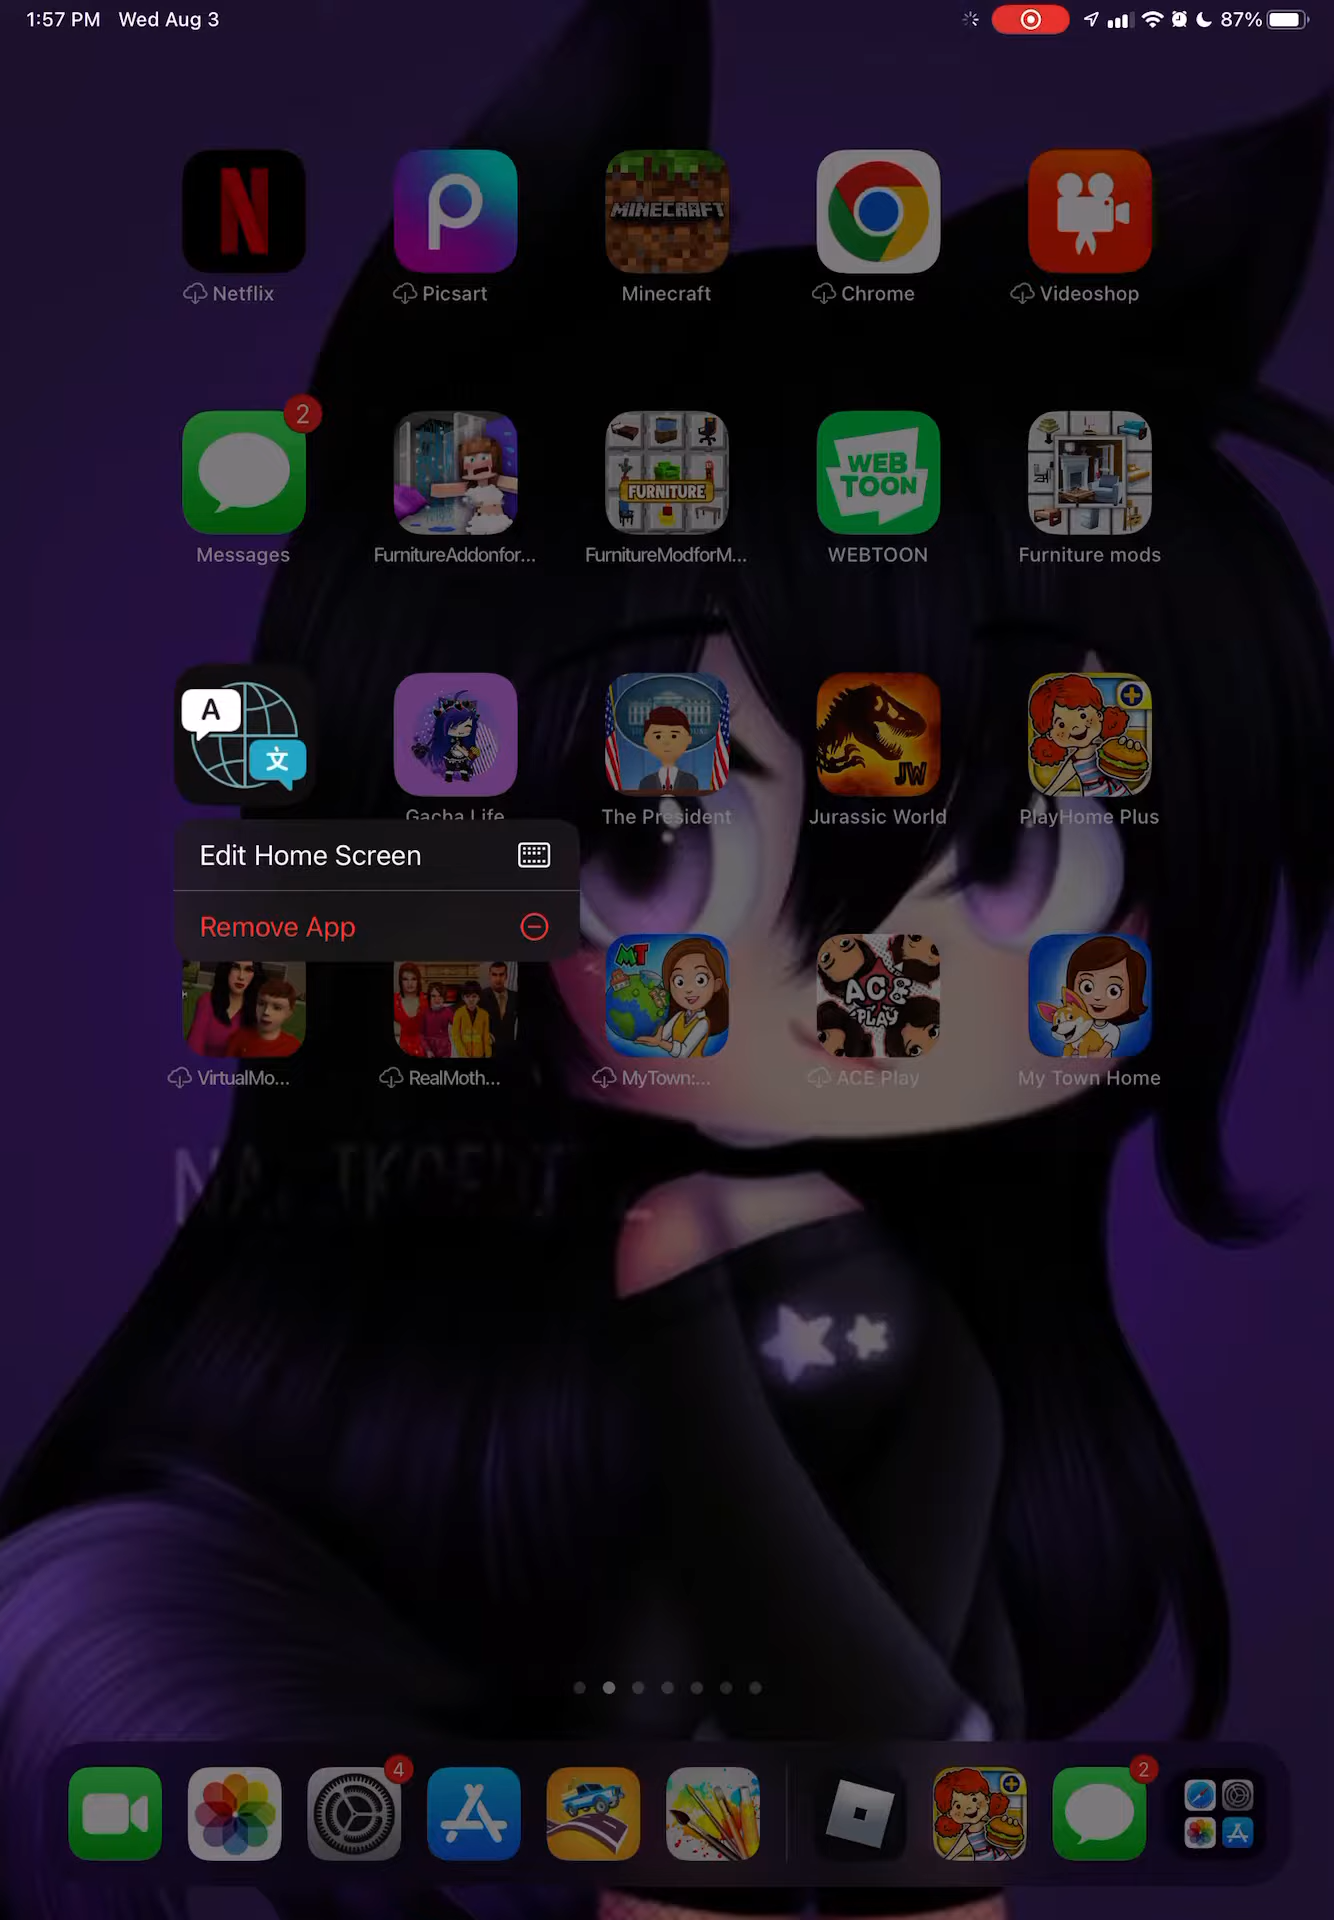 1:57 PM Wed Aug 3
87%
N
P
MINECRAFT
Netflix
Picsart
Minecraft
Chrome
Videoshop
2
FURNITURE
WEB
TOON
Messages
FurnitureAddonfor...
FurnitureModforM...
WEBTOON
Furniture mods
A
文
JW
Gacha Life
The President
Jurassic World
PlayHome Plus
Edit Home Screen
Remove App
MT
ACE
PLAY
VirtualMo...
RealMoth...
MyTown:...
ACE Play
My Town Home
4
2